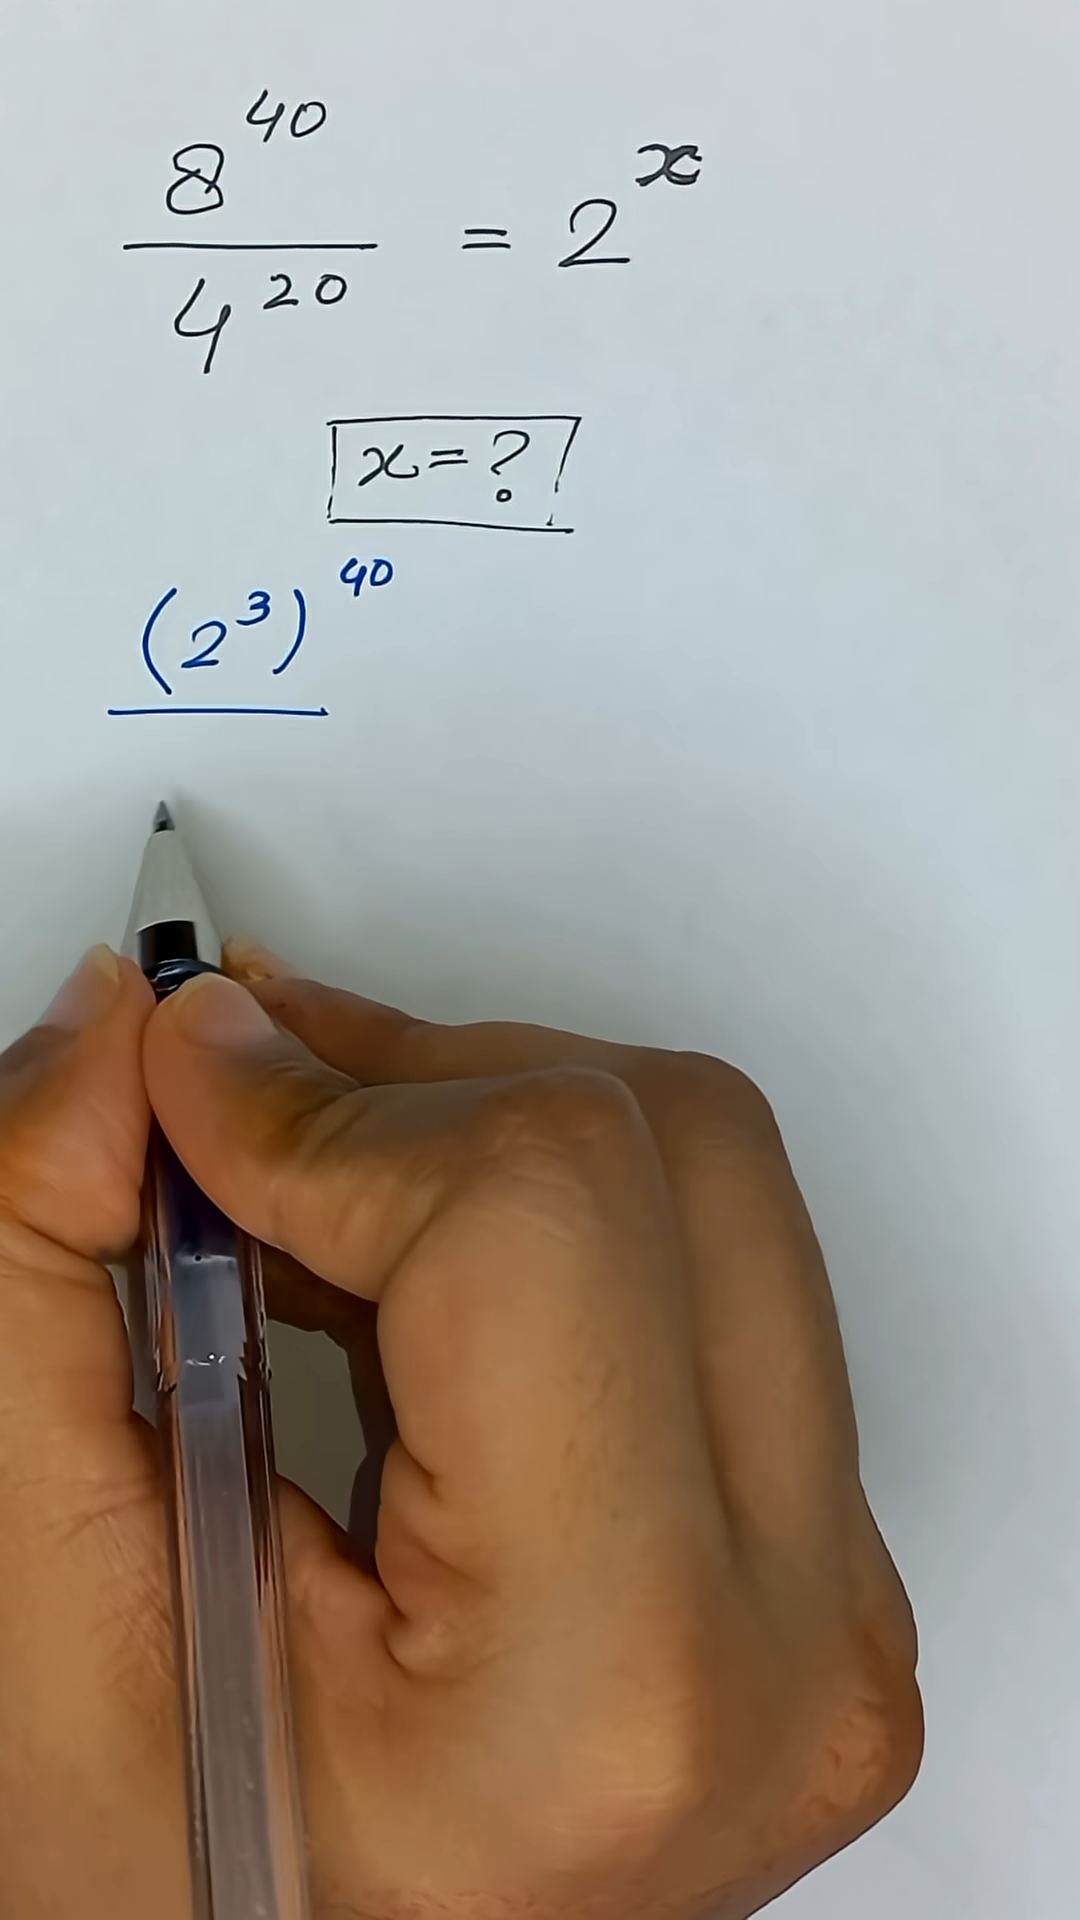 8^40 / 4^20 = 2^x
x = ?
(2^3)^40